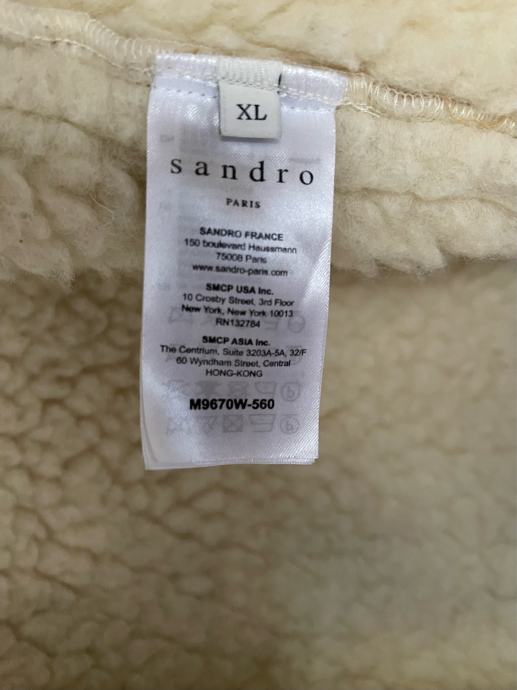 XL
sandro
PARIS
SANDRO FRANCE
150 boulevard Haussmann
75008 Paris
www.sandro-paris.com
SMCP USA Inc.
10 Crosby Street, 3rd Floor
New York, New York 10013
RN132784
SMCP ASIA Inc.
The Centrium, Suite 3203A-5A, 32/F
60 Wyndham Street, Central
HONG-KONG
M9670W-560